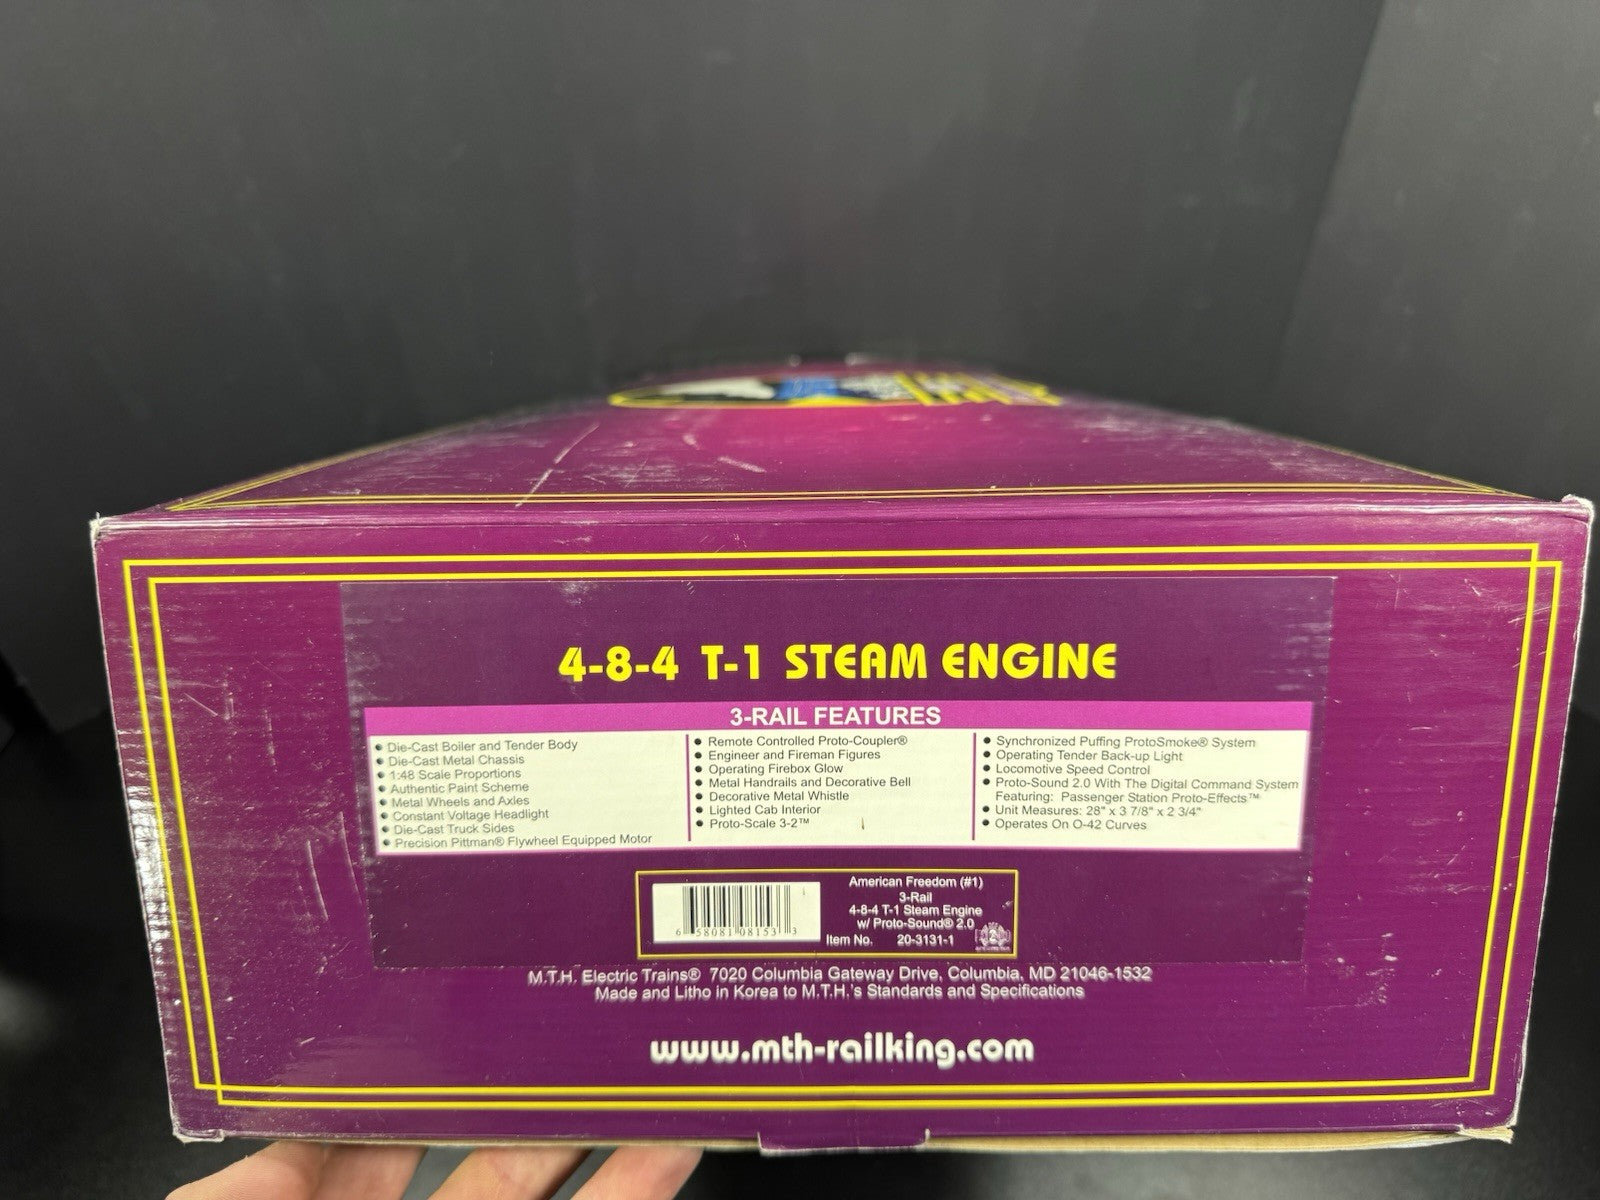 4-8-4 T-1 STEAM ENGINE
3-RAIL FEATURES
• Die-Cast Boiler and Tender Body
• Die-Cast Metal Chassis
• 1:48 Scale Proportions
• Authentic Paint Scheme
• Metal Wheels and Axles
• Constant Voltage Headlight
• Die-Cast Truck Sides
• Precision Pittman® Flywheel Equipped Motor
• Remote Controlled Proto-Coupler®
• Engineer and Fireman Figures
• Operating Firebox Glow
• Metal Handrails and Decorative Bell
• Decorative Metal Whistle
• Lighted Cab Interior
• Proto-Scale 3-2™
• Synchronized Puffing ProtoSmoke® System
• Operating Tender Back-up Light
• Locomotive Speed Control
• Proto-Sound 2.0 With The Digital Command System
Featuring: Passenger Station Proto-Effects™
• Unit Measures: 28" x 3 7/8" x 2 3/4"
• Operates On O-42 Curves
6 58081 08153 3
American Freedom (#1)
3-Rail
4-8-4 T-1 Steam Engine
w/ Proto-Sound® 2.0
Item No. 20-3131-1
M.T.H. Electric Trains® 7020 Columbia Gateway Drive, Columbia, MD 21046-1532
Made and Litho in Korea to M.T.H.'s Standards and Specifications
www.mth-railking.com